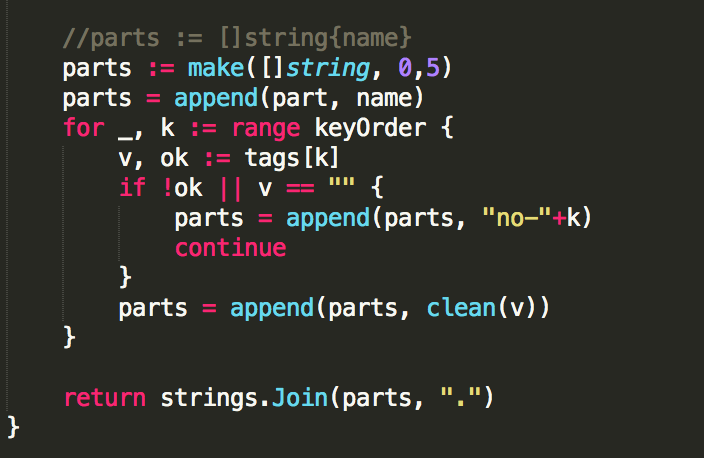 //parts := []string{name}
parts := make([]string, 0,5)
parts = append(part, name)
for _, k := range keyOrder {
v, ok := tags[k]
if !ok || v == "" {
parts = append(parts, "no-"+k)
continue
}
parts = append(parts, clean(v))
}
return strings.Join(parts, ".")
}